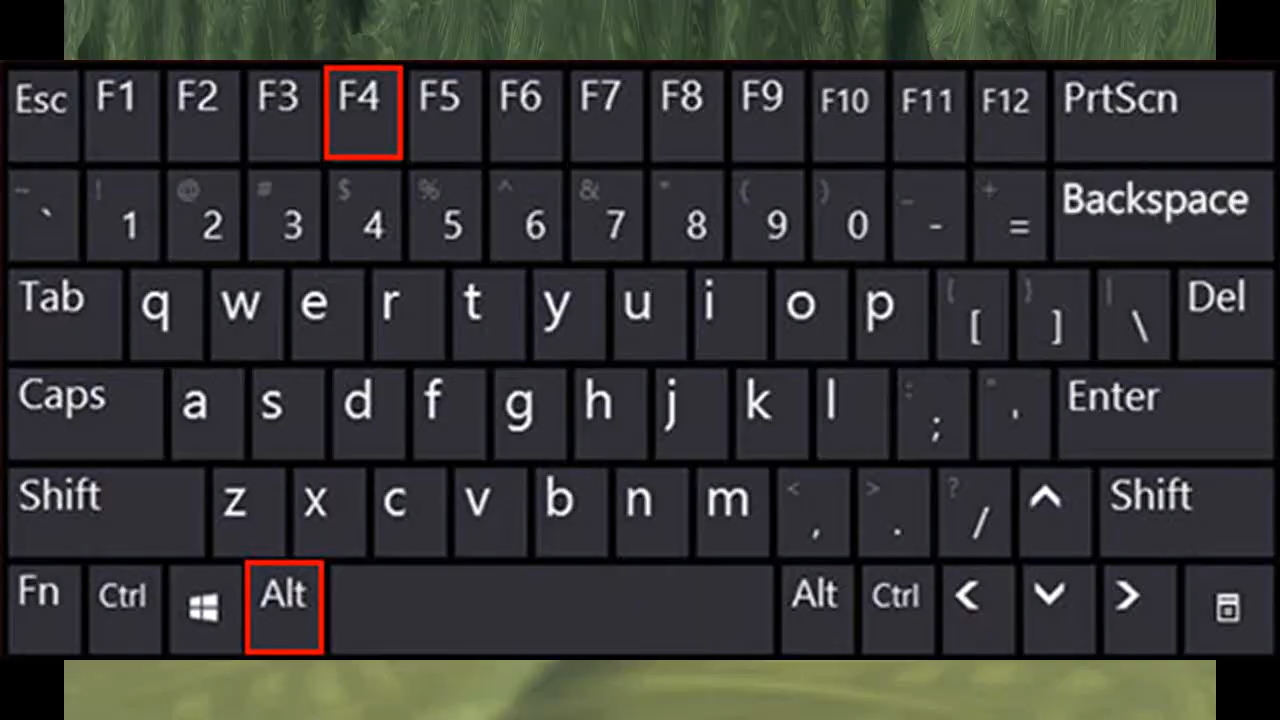 Esc F1 F2 F3 F4 F5 F6 F7 F8 F9 F10 F11 F12 PrtScn
~ ` ! 1 @ 2 # 3 $ 4 % 5 ^ 6 & 7 * 8 ( 9 ) 0 _ - + = Backspace
Tab q w e r t y u i o p { [ } ] | \ Del
Caps a s d f g h j k l : ; " ' Enter
Shift z x c v b n m < , > . ? / Shift
Fn Ctrl Alt Alt Ctrl